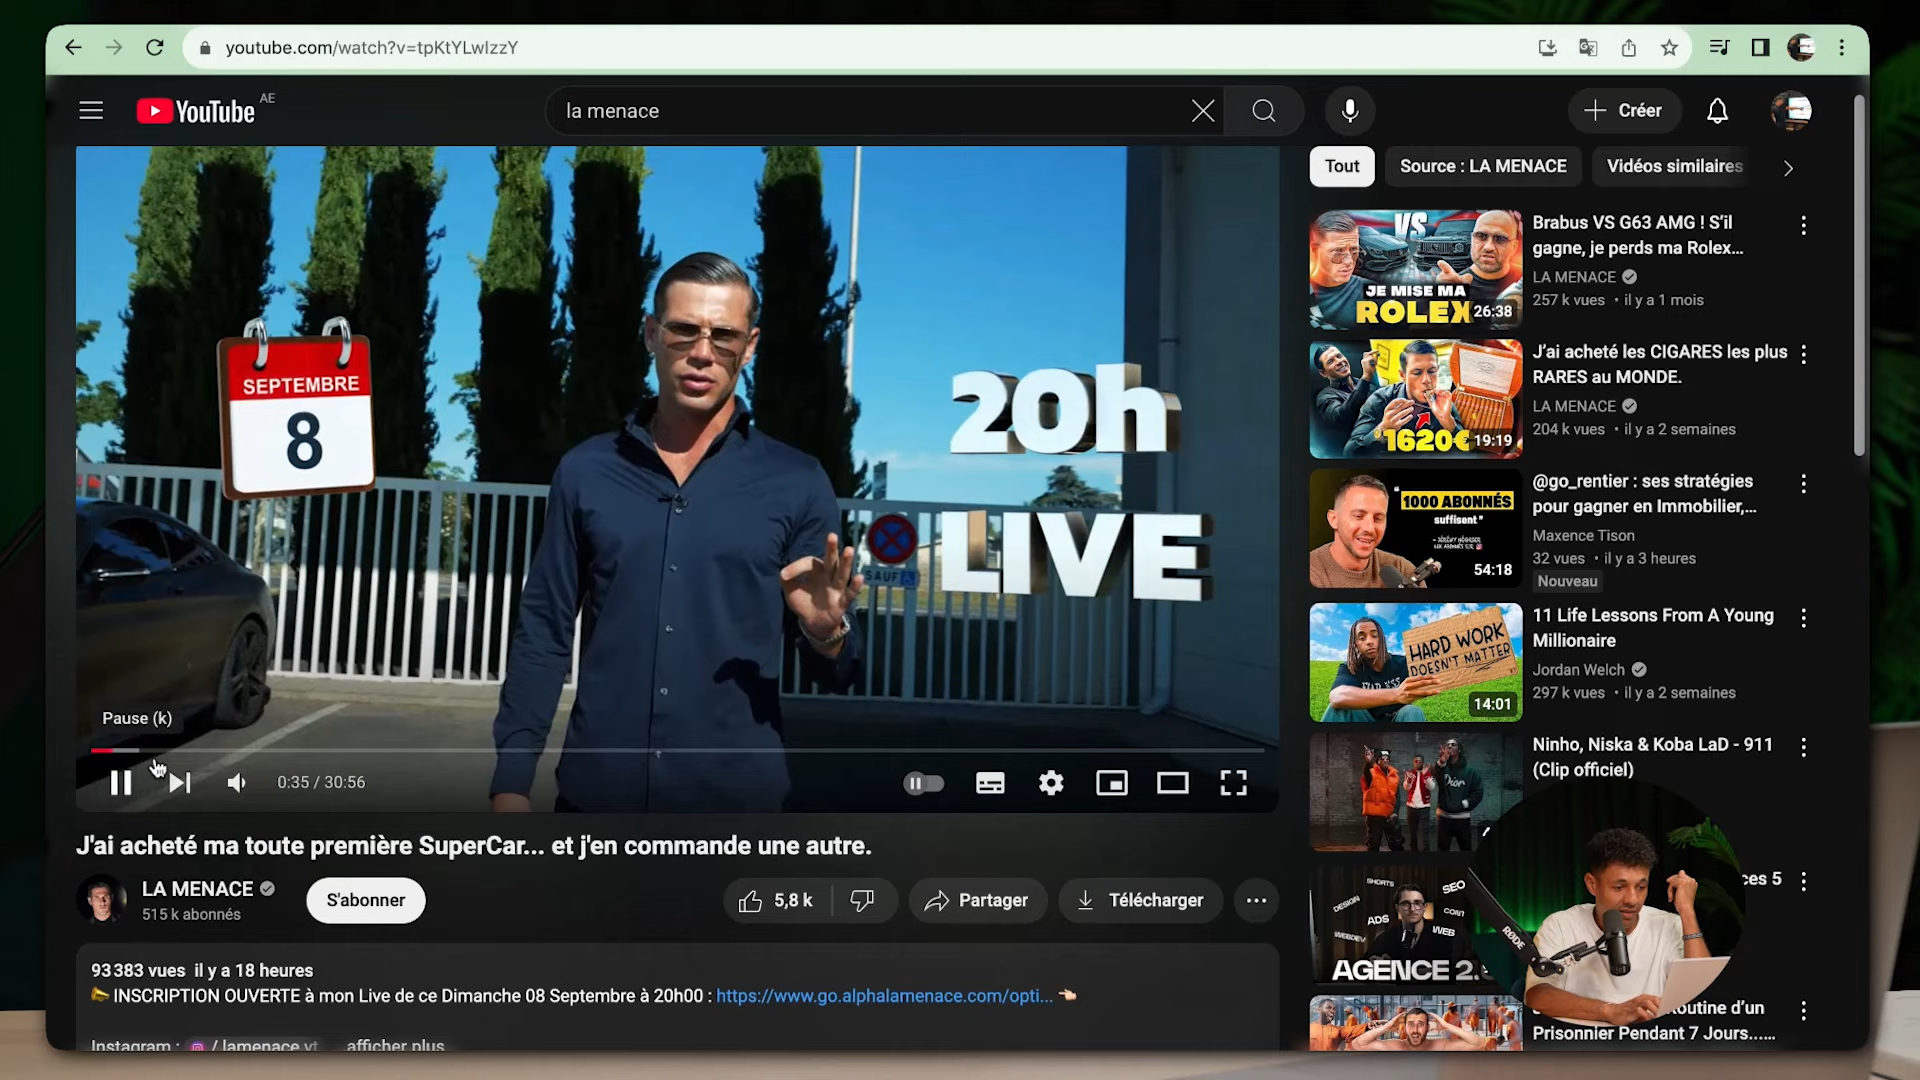 youtube.com/watch?v=tpKtYLwIzzY
YouTube AE
la menace
Créer
SEPTEMBRE
8
20h
LIVE
SAUF
Pause (k)
0:35 / 30:56
J'ai acheté ma toute première SuperCar... et j'en commande une autre.
LA MENACE
515 k abonnés
S'abonner
5,8 k
Partager
Télécharger
93 383 vues il y a 18 heures
INSCRIPTION OUVERTE à mon Live de ce Dimanche 08 Septembre à 20h00 : https://www.go.alphalamenace.com/opti...
Instagram : / lamenace.yt
afficher plus
Tout
Source : LA MENACE
Vidéos similaires
VS
JE MISE MA
ROLEX
26:38
Brabus VS G63 AMG ! S'il
gagne, je perds ma Rolex...
LA MENACE
257 k vues • il y a 1 mois
1620€
19:19
J'ai acheté les CIGARES les plus
RARES au MONDE.
LA MENACE
204 k vues • il y a 2 semaines
"1000 ABONNÉS
suffisent"
54:18
@go_rentier : ses stratégies
pour gagner en Immobilier,...
Maxence Tison
32 vues • il y a 3 heures
Nouveau
HARD WORK
DOESN'T MATTER
14:01
11 Life Lessons From A Young
Millionaire
Jordan Welch
297 k vues • il y a 2 semaines
Dior
Ninho, Niska & Koba LaD - 911
(Clip officiel)
SHORTS
SEO
DESIGN
ADS
CONT
WEBDEV
WEB
AGENCE 2.
ces 5
RØDE
outine d'un
Prisonnier Pendant 7 Jours......